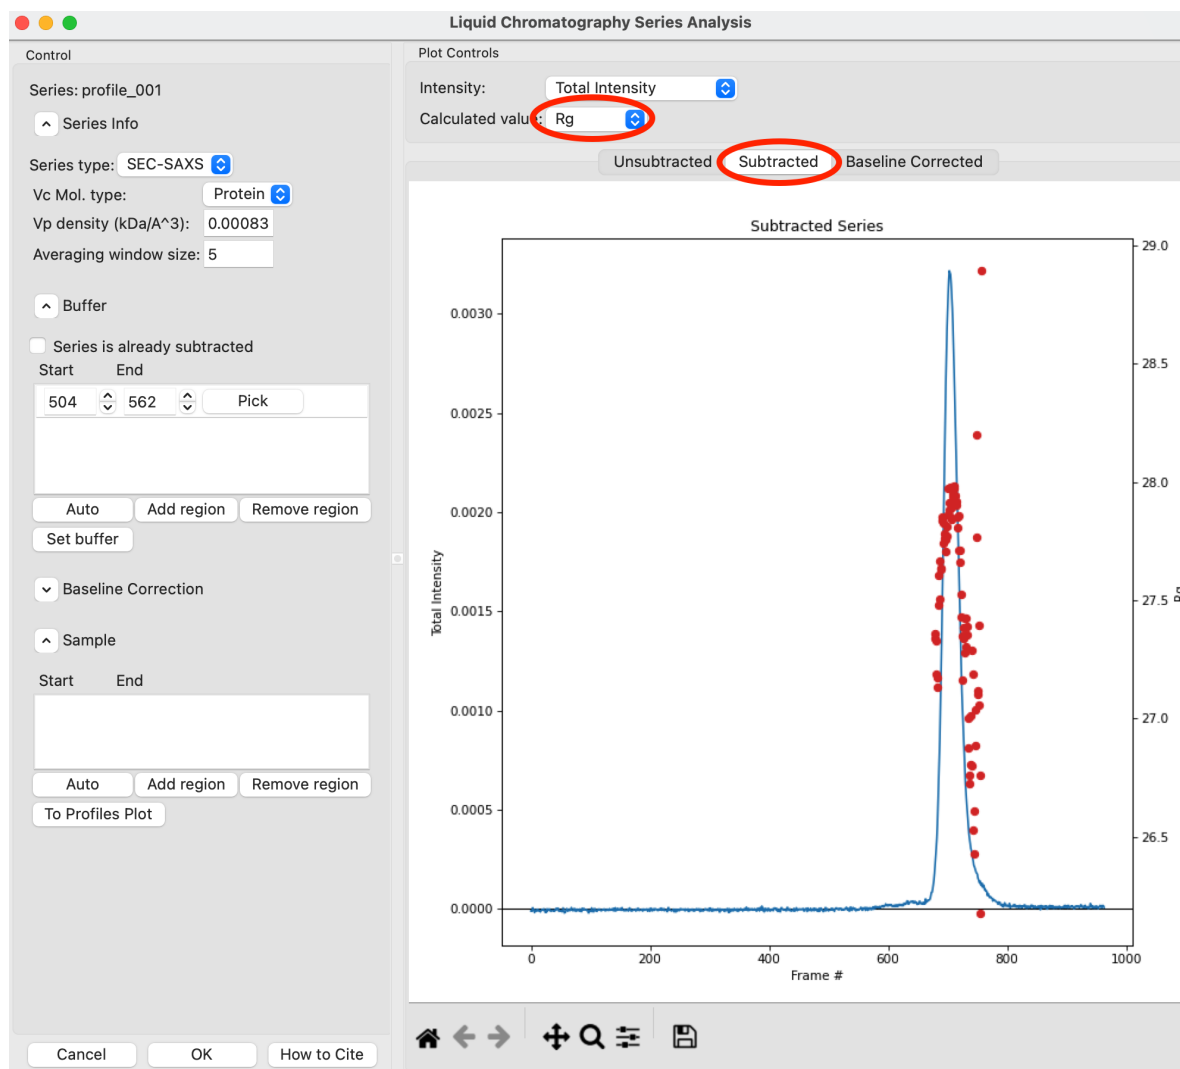 Liquid Chromatography Series Analysis
Control
Series: profile_001
Series Info
Series type: SEC-SAXS
Vc Mol. type: Protein
Vp density (kDa/A^3): 0.00083
Averaging window size: 5
Buffer
Series is already subtracted
Start End
504 562 Pick
Auto Add region Remove region
Set buffer
Baseline Correction
Sample
Start End
Auto Add region Remove region
To Profiles Plot
Cancel OK How to Cite
Plot Controls
Intensity: Total Intensity
Calculated value: Rg
Unsubtracted Subtracted Baseline Corrected
Subtracted Series
0.0030
0.0025
0.0020
0.0015
0.0010
0.0005
0.0000
Total Intensity
29.0
28.5
28.0
27.5
27.0
26.5
Rg
0 200 400 600 800 1000
Frame #